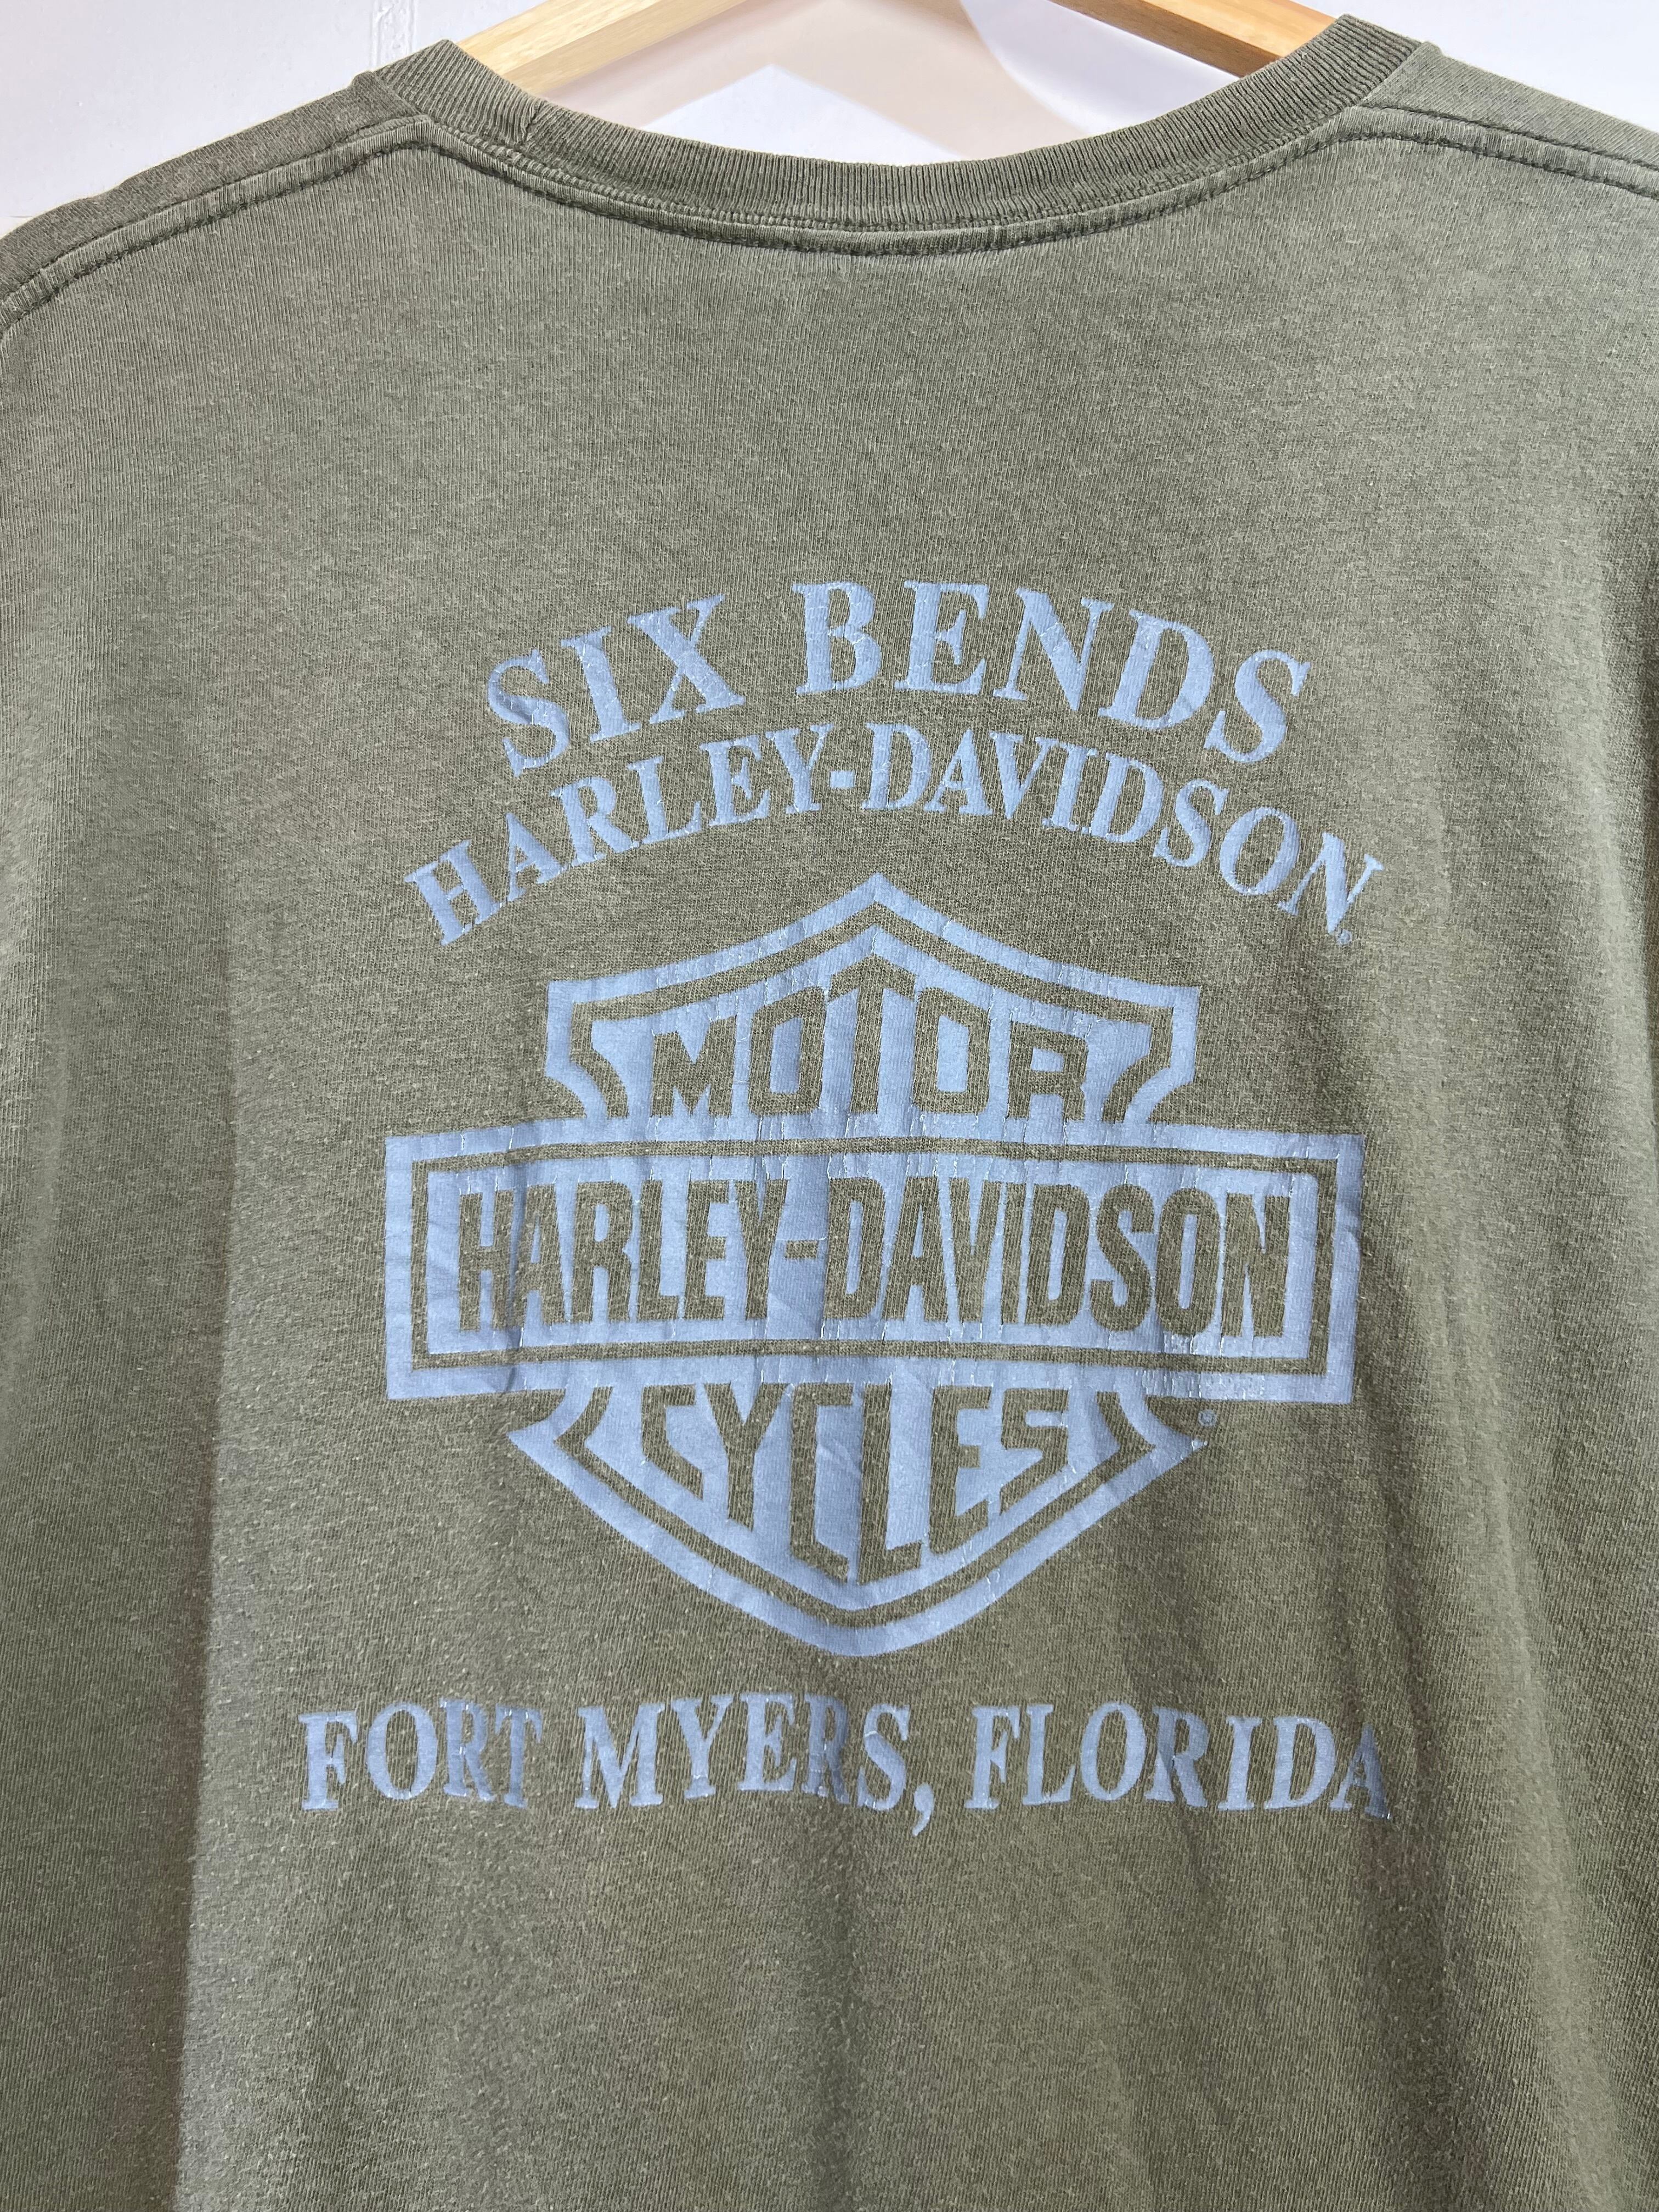 SIX BENDS
HARLEY-DAVIDSON®
MOTOR
HARLEY-DAVIDSON
CYCLES
®
FORT MYERS, FLORIDA